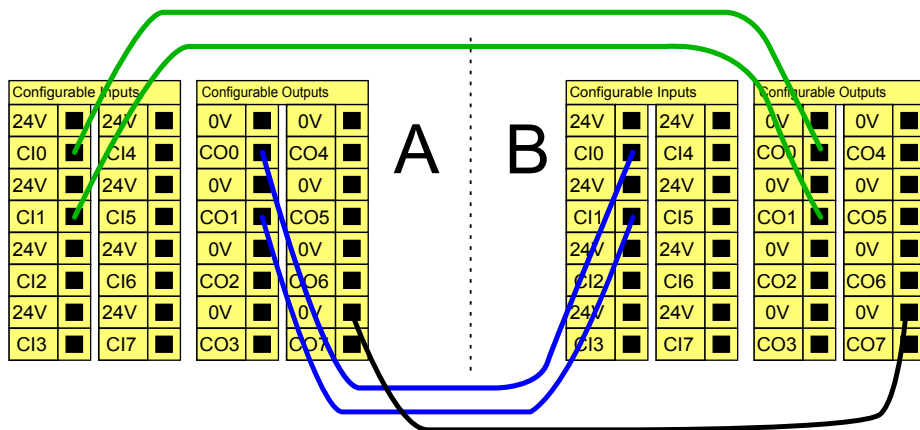 Configurable Inputs
24V 24V
CI0 CI4
24V 24V
CI1 CI5
24V 24V
CI2 CI6
24V 24V
CI3 CI7
Configurable Outputs
0V 0V
CO0 CO4
0V 0V
CO1 CO5
0V 0V
CO2 CO6
0V 0V
CO3 CO7
A
B
Configurable Inputs
24V 24V
CI0 CI4
24V 24V
CI1 CI5
24V 24V
CI2 CI6
24V 24V
CI3 CI7
Configurable Outputs
0V 0V
CO0 CO4
0V 0V
CO1 CO5
0V 0V
CO2 CO6
0V 0V
CO3 CO7